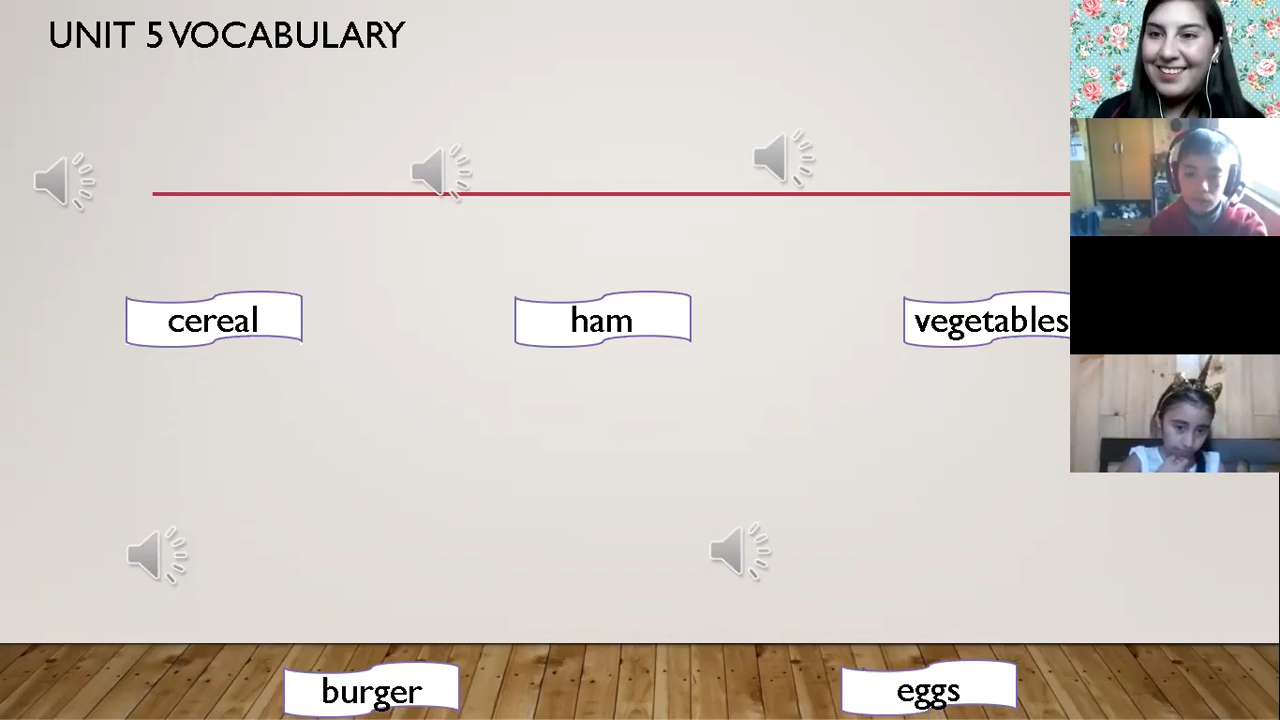 UNIT 5 VOCABULARY
cereal
ham
vegetables
burger
eggs